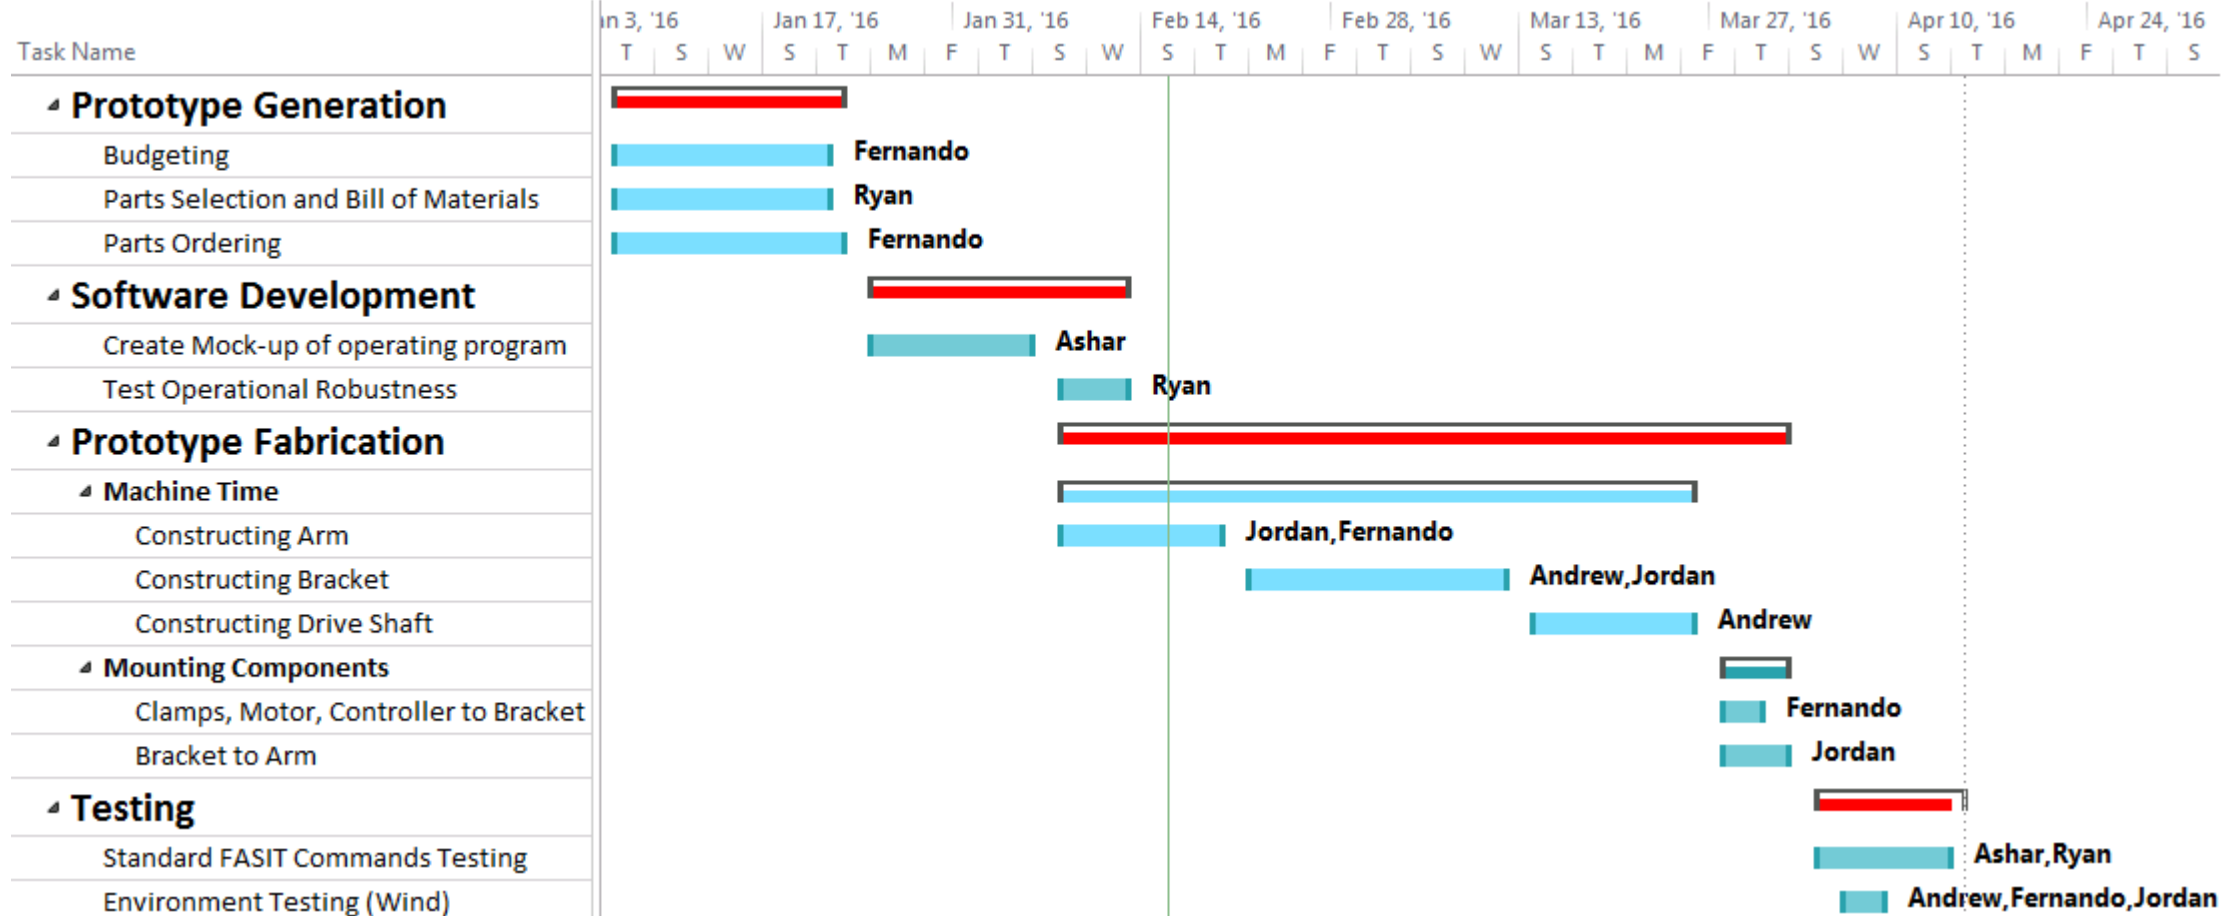 n 3, '16 Jan 17, '16 Jan 31, '16 Feb 14, '16 Feb 28, '16 Mar 13, '16 Mar 27, '16 Apr 10, '16 Apr 24, '16
Task Name T S W S T M F T S W S T M F T S W S T M F T S W S T M F T S
Prototype Generation
Budgeting Fernando
Parts Selection and Bill of Materials Ryan
Parts Ordering Fernando
Software Development
Create Mock-up of operating program Ashar
Test Operational Robustness Ryan
Prototype Fabrication
Machine Time
Constructing Arm Jordan,Fernando
Constructing Bracket Andrew,Jordan
Constructing Drive Shaft Andrew
Mounting Components
Clamps, Motor, Controller to Bracket Fernando
Bracket to Arm Jordan
Testing
Standard FASIT Commands Testing Ashar,Ryan
Environment Testing (Wind) Andrew,Fernando,Jordan